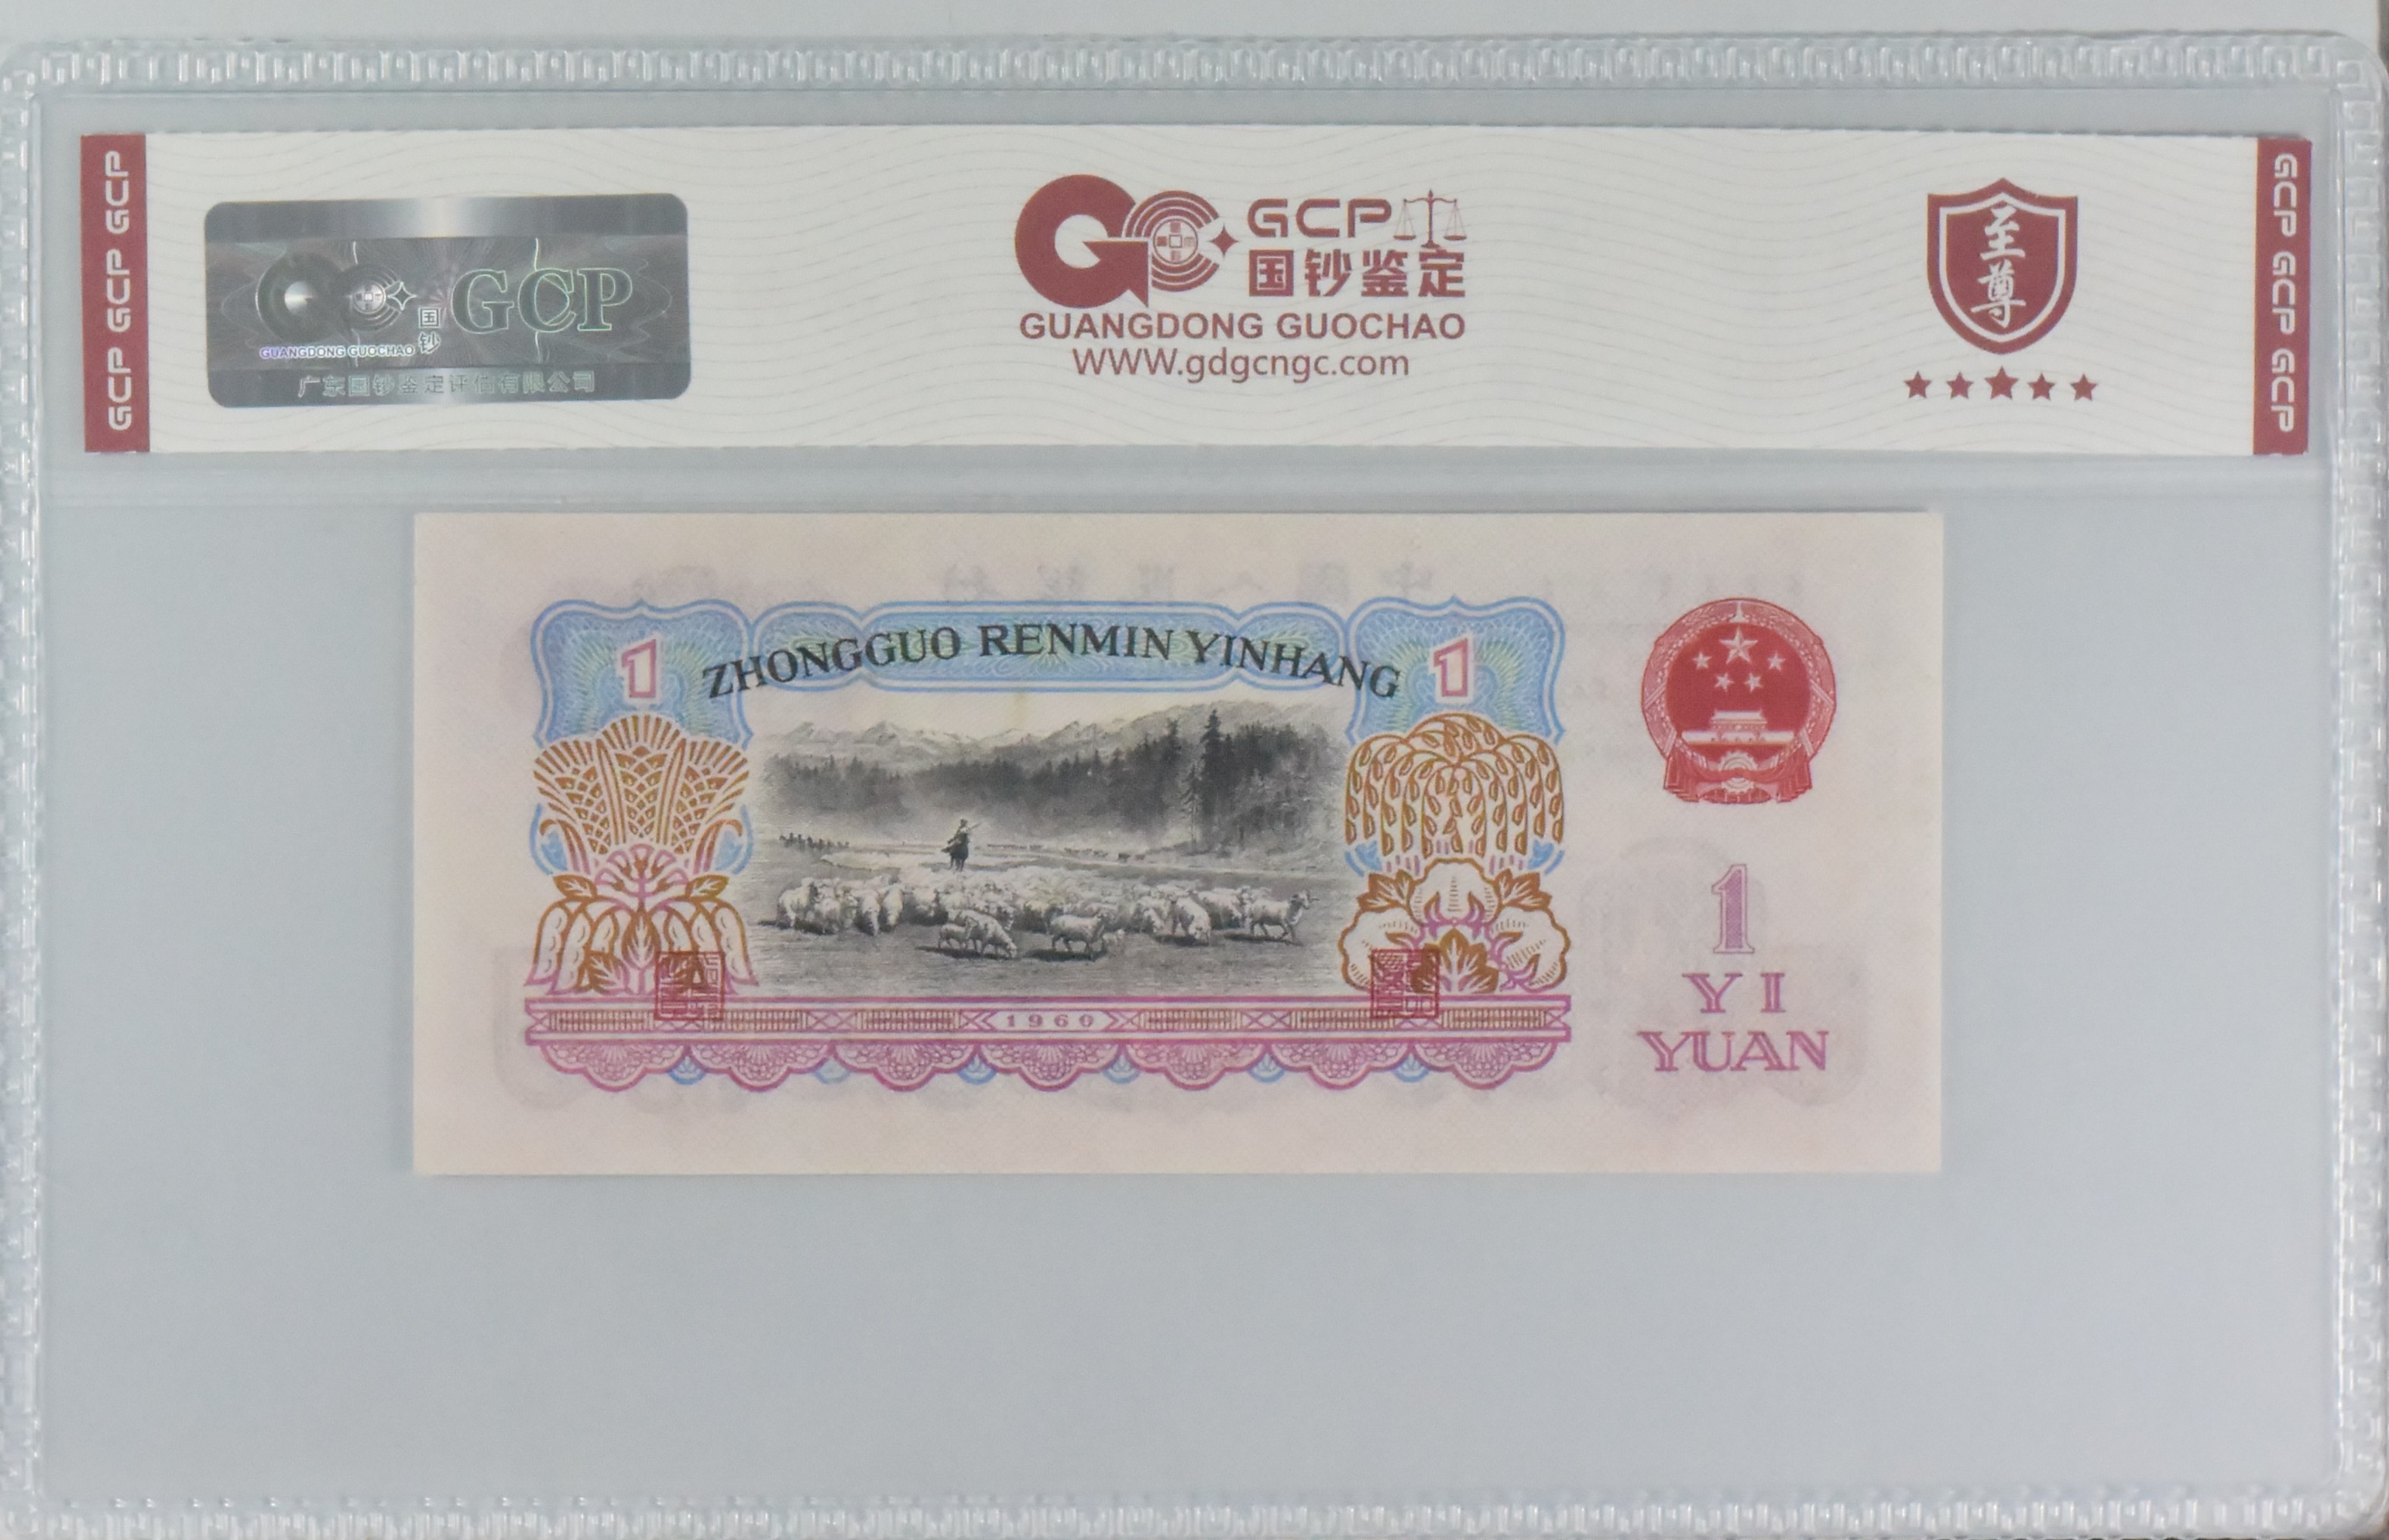 GCP GCP GCP
GCP
国钞
GUANGDONG GUOCHAO
广东国钞鉴定评估有限公司
GCP
国钞鉴定
GUANGDONG GUOCHAO
WWW.gdgcngc.com
至尊
GCP GCP GCP
ZHONGGUO RENMIN YINHANG
1
1
1960
1
YI
YUAN